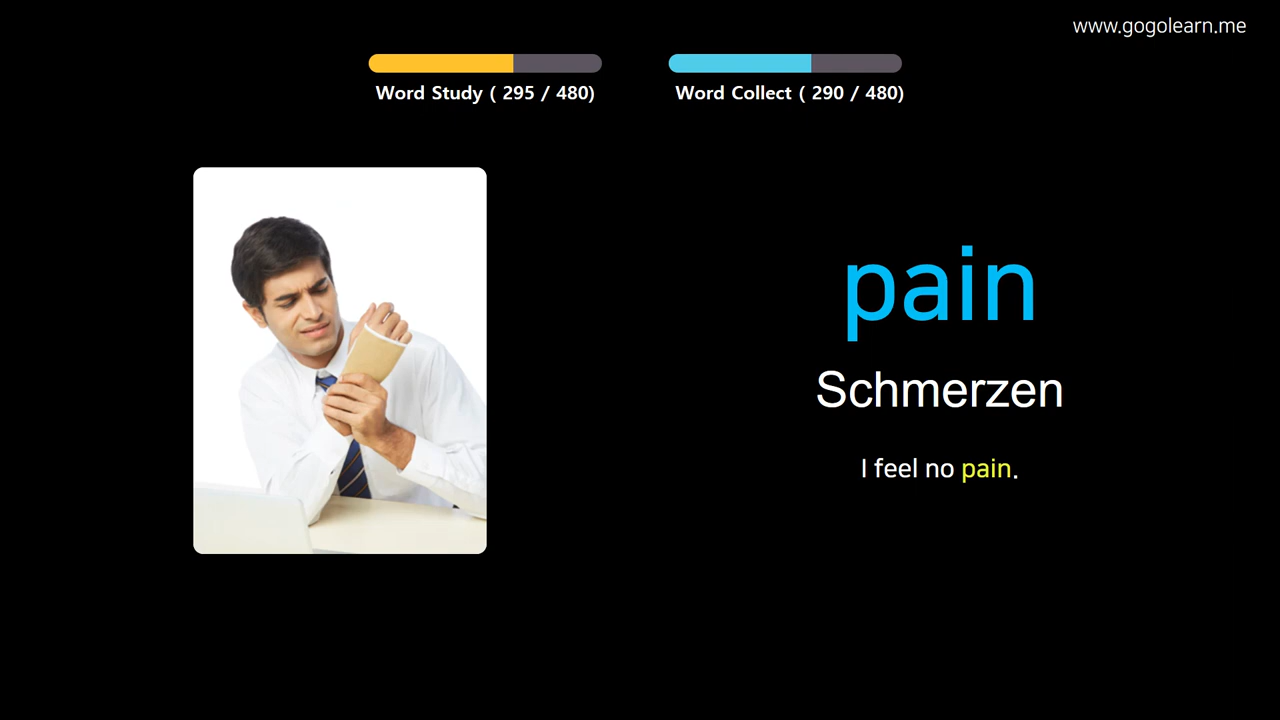 www.gogolearn.me
Word Study ( 295 / 480)
Word Collect ( 290 / 480)
pain
Schmerzen
I feel no pain.